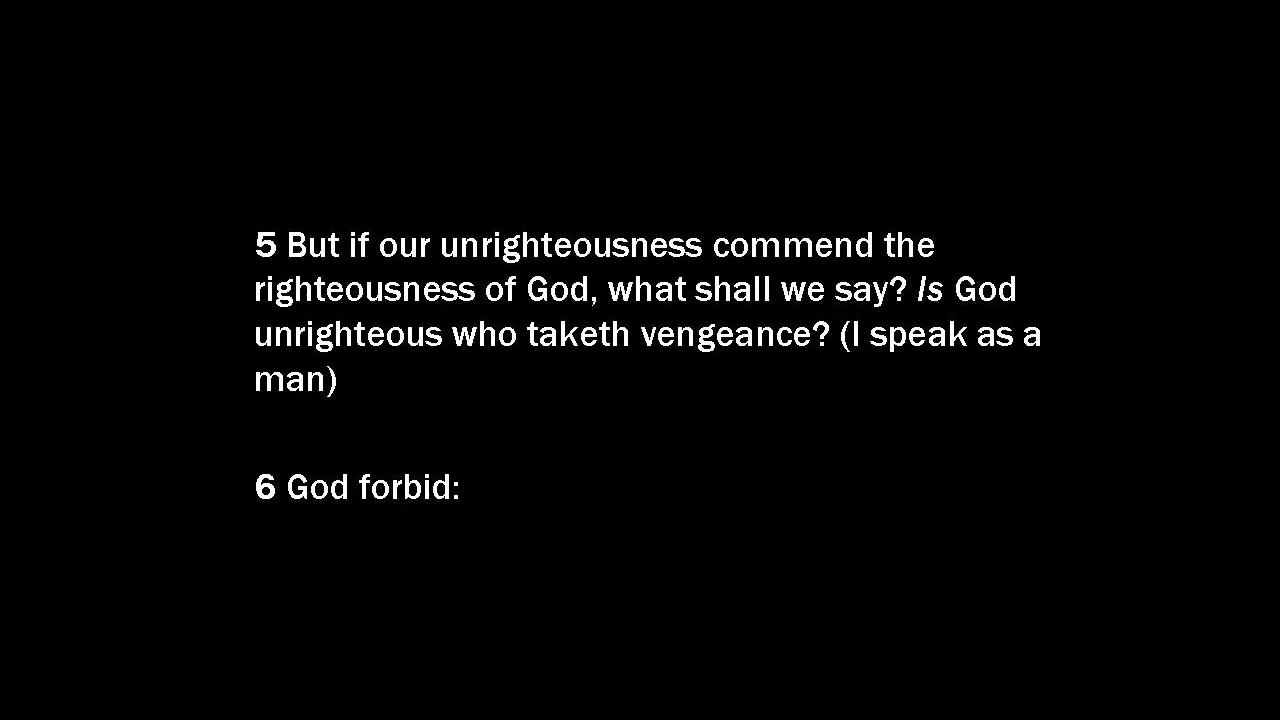 5 But if our unrighteousness commend the
righteousness of God, what shall we say? Is God
unrighteous who taketh vengeance? (I speak as a
man)
6 God forbid: